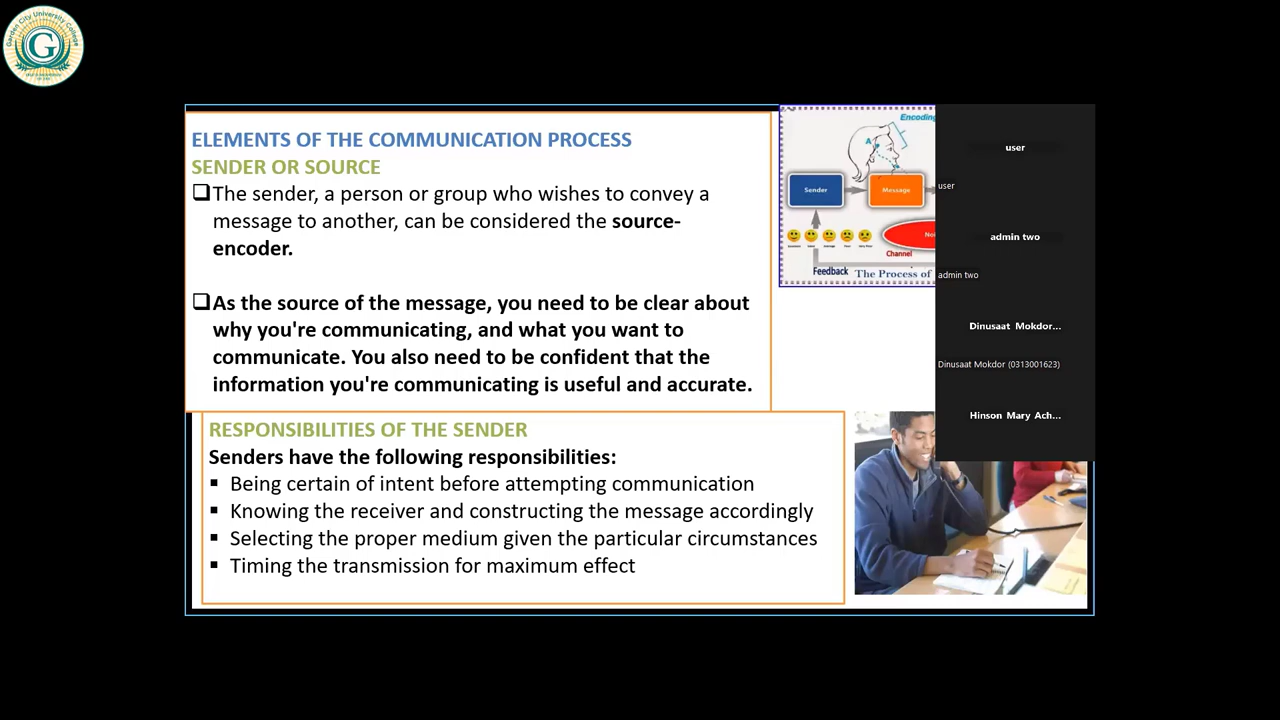 Garden City University College
G
ELEMENTS OF THE COMMUNICATION PROCESS
SENDER OR SOURCE
The sender, a person or group who wishes to convey a
message to another, can be considered the source-
encoder.
As the source of the message, you need to be clear about
why you're communicating, and what you want to
communicate. You also need to be confident that the
information you're communicating is useful and accurate.
RESPONSIBILITIES OF THE SENDER
Senders have the following responsibilities:
Being certain of intent before attempting communication
Knowing the receiver and constructing the message accordingly
Selecting the proper medium given the particular circumstances
Timing the transmission for maximum effect
Encoding
A
Sender
Message
Noi
Channel
Feedback
The Process of
user
user
admin two
admin two
Dinusaat Mokdor...
Dinusaat Mokdor (0313001623)
Hinson Mary Ach...